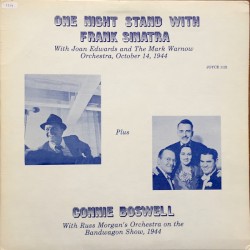 ONE NIGHT STAND WITH
FRANK SINATRA
With Joan Edwards and The Mark Warnow
Orchestra, October 14, 1944
Plus
CONNIE BOSWELL
With Russ Morgan's Orchestra on the
Bandwagon Show, 1944